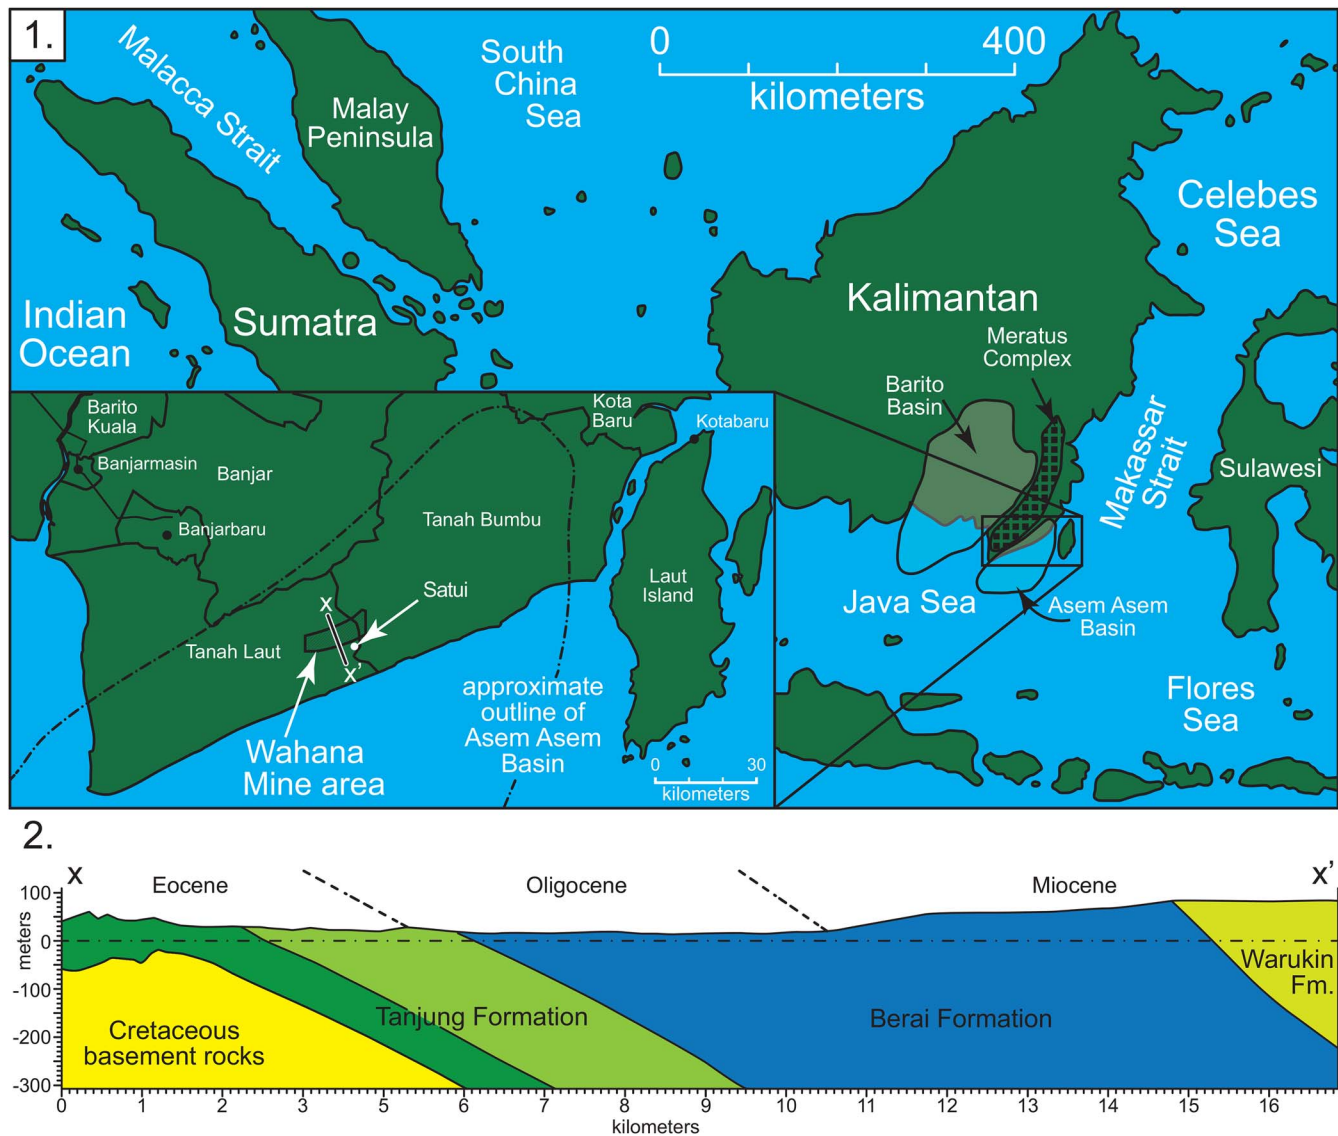 1.
Malacca Strait
Malay
Peninsula
South
China
Sea
0 400
kilometers
Celebes
Sea
Indian
Ocean
Sumatra
Kalimantan
Meratus
Complex
Barito
Basin
Makassar
Strait
Sulawesi
Java Sea
Asem Asem
Basin
Flores
Sea
Barito
Kuala
Banjarmasin
Banjar
Banjarbaru
Kota
Baru
Kotabaru
Tanah Bumbu
Laut
Island
Satui
x
x'
Tanah Laut
Wahana
Mine area
approximate
outline of
Asem Asem
Basin
0 30
kilometers
2.
x x'
Eocene Oligocene Miocene
meters
100
0
-100
-200
-300
Cretaceous
basement rocks
Tanjung Formation
Berai Formation
Warukin
Fm.
0 1 2 3 4 5 6 7 8 9 10 11 12 13 14 15 16
kilometers